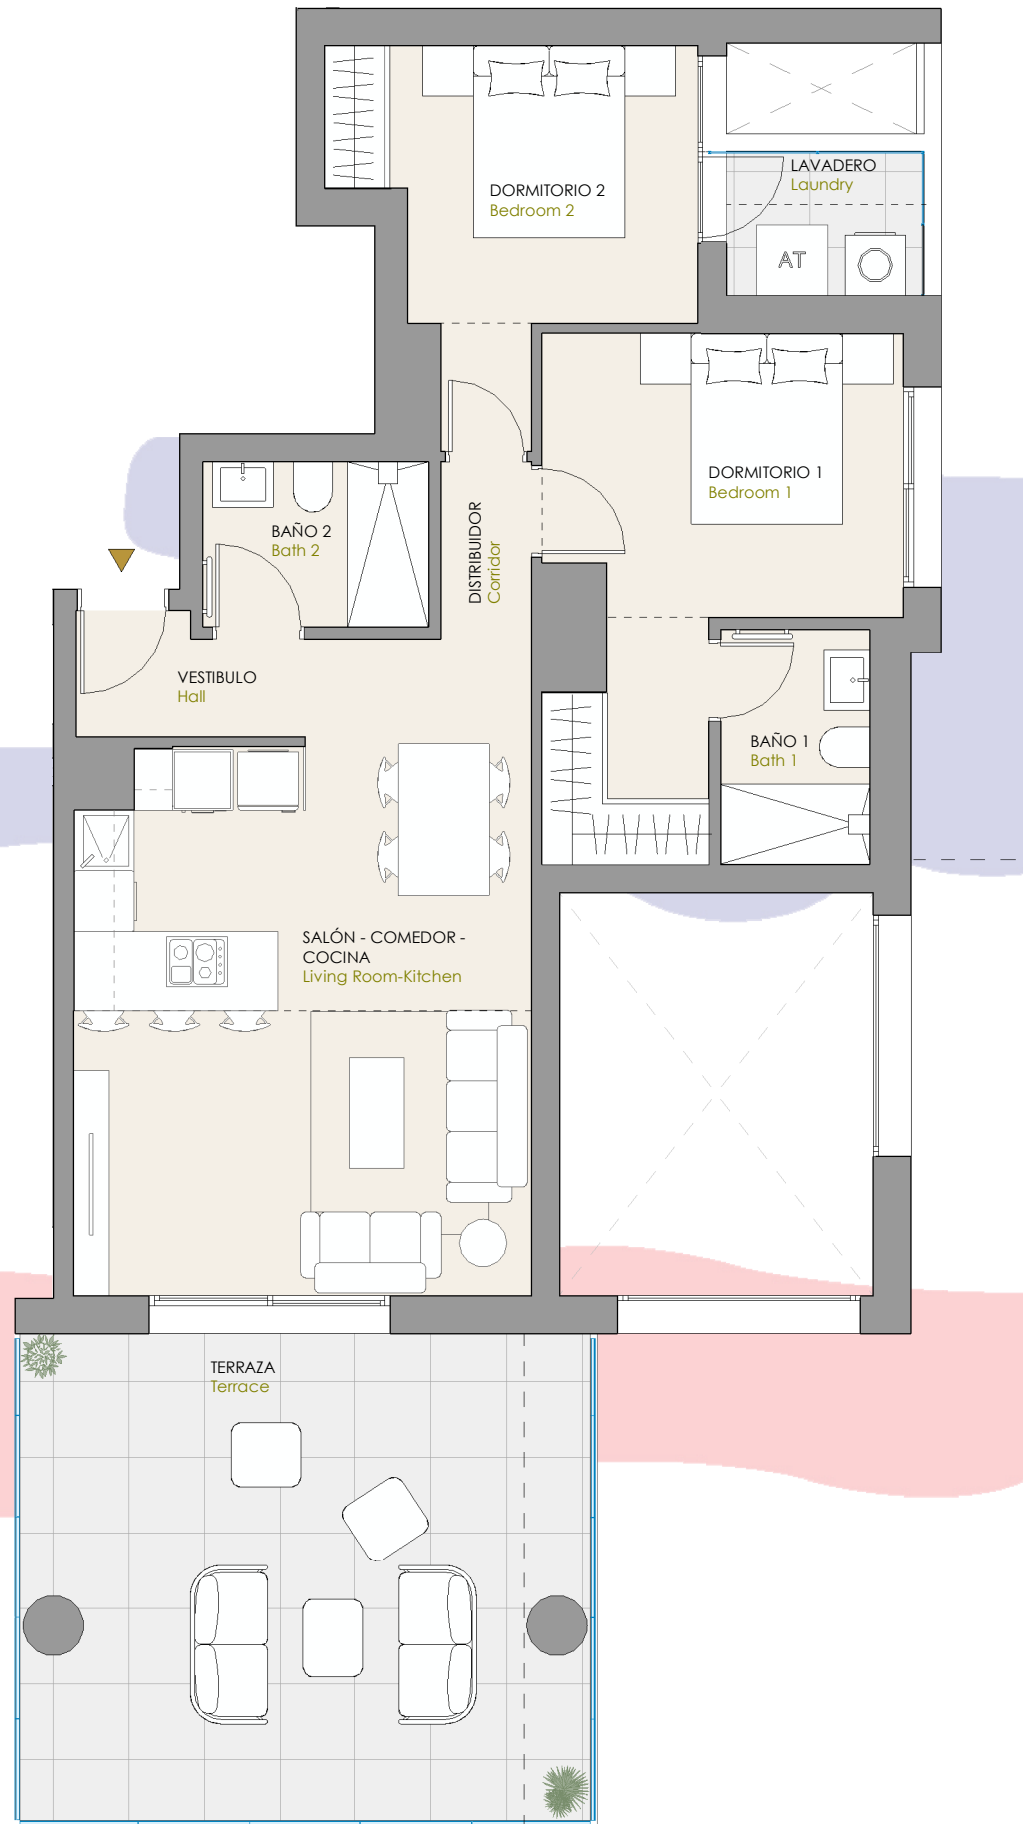 LAVADERO
Laundry
DORMITORIO 2
Bedroom 2
AT
DORMITORIO 1
Bedroom 1
BAÑO 2
Bath 2
DISTRIBUIDOR
Corridor
VESTIBULO
Hall
BAÑO 1
Bath 1
SALÓN - COMEDOR -
COCINA
Living Room-Kitchen
TERRAZA
Terrace